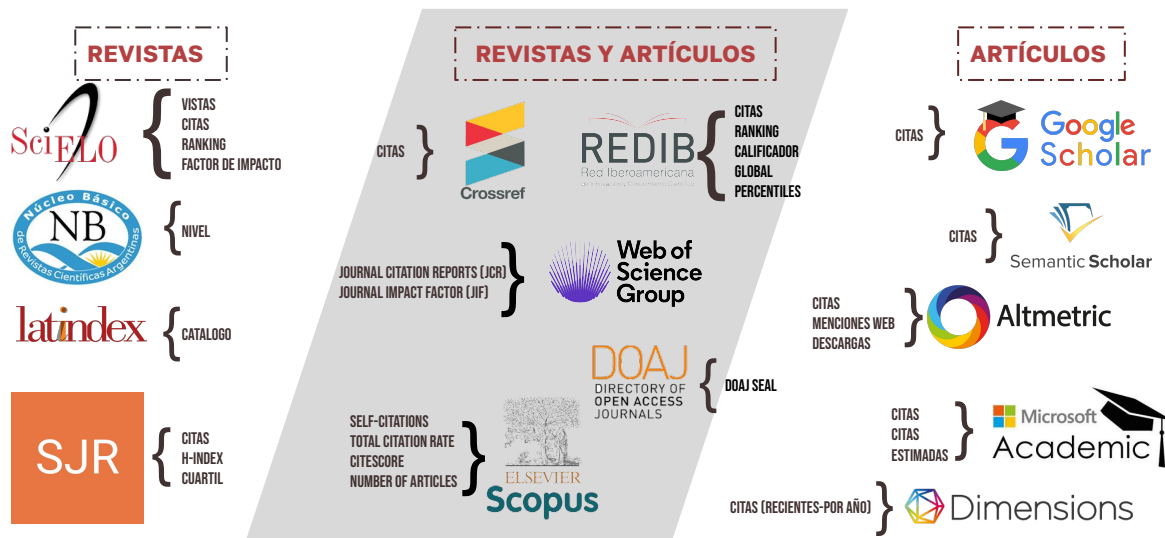 REVISTAS
SciELO
VISTAS
CITAS
RANKING
FACTOR DE IMPACTO
Núcleo Básico
NB
de Revistas Científicas Argentinas
NIVEL
latindex
CATALOGO
SJR
CITAS
H-INDEX
CUARTIL
REVISTAS Y ARTÍCULOS
CITAS
Crossref
REDIB
Red Iberoamericana
CITAS
RANKING
CALIFICADOR
GLOBAL
PERCENTILES
JOURNAL CITATION REPORTS (JCR)
JOURNAL IMPACT FACTOR (JIF)
Web of
Science
Group
DOAJ
DIRECTORY OF
OPEN ACCESS
JOURNALS
DOAJ SEAL
SELF-CITATIONS
TOTAL CITATION RATE
CITESCORE
NUMBER OF ARTICLES
ELSEVIER
Scopus
ARTÍCULOS
CITAS
Google
Scholar
CITAS
Semantic Scholar
CITAS
MENCIONES WEB
DESCARGAS
Altmetric
CITAS
CITAS
ESTIMADAS
Microsoft
Academic
CITAS (RECIENTES-POR AÑO)
Dimensions